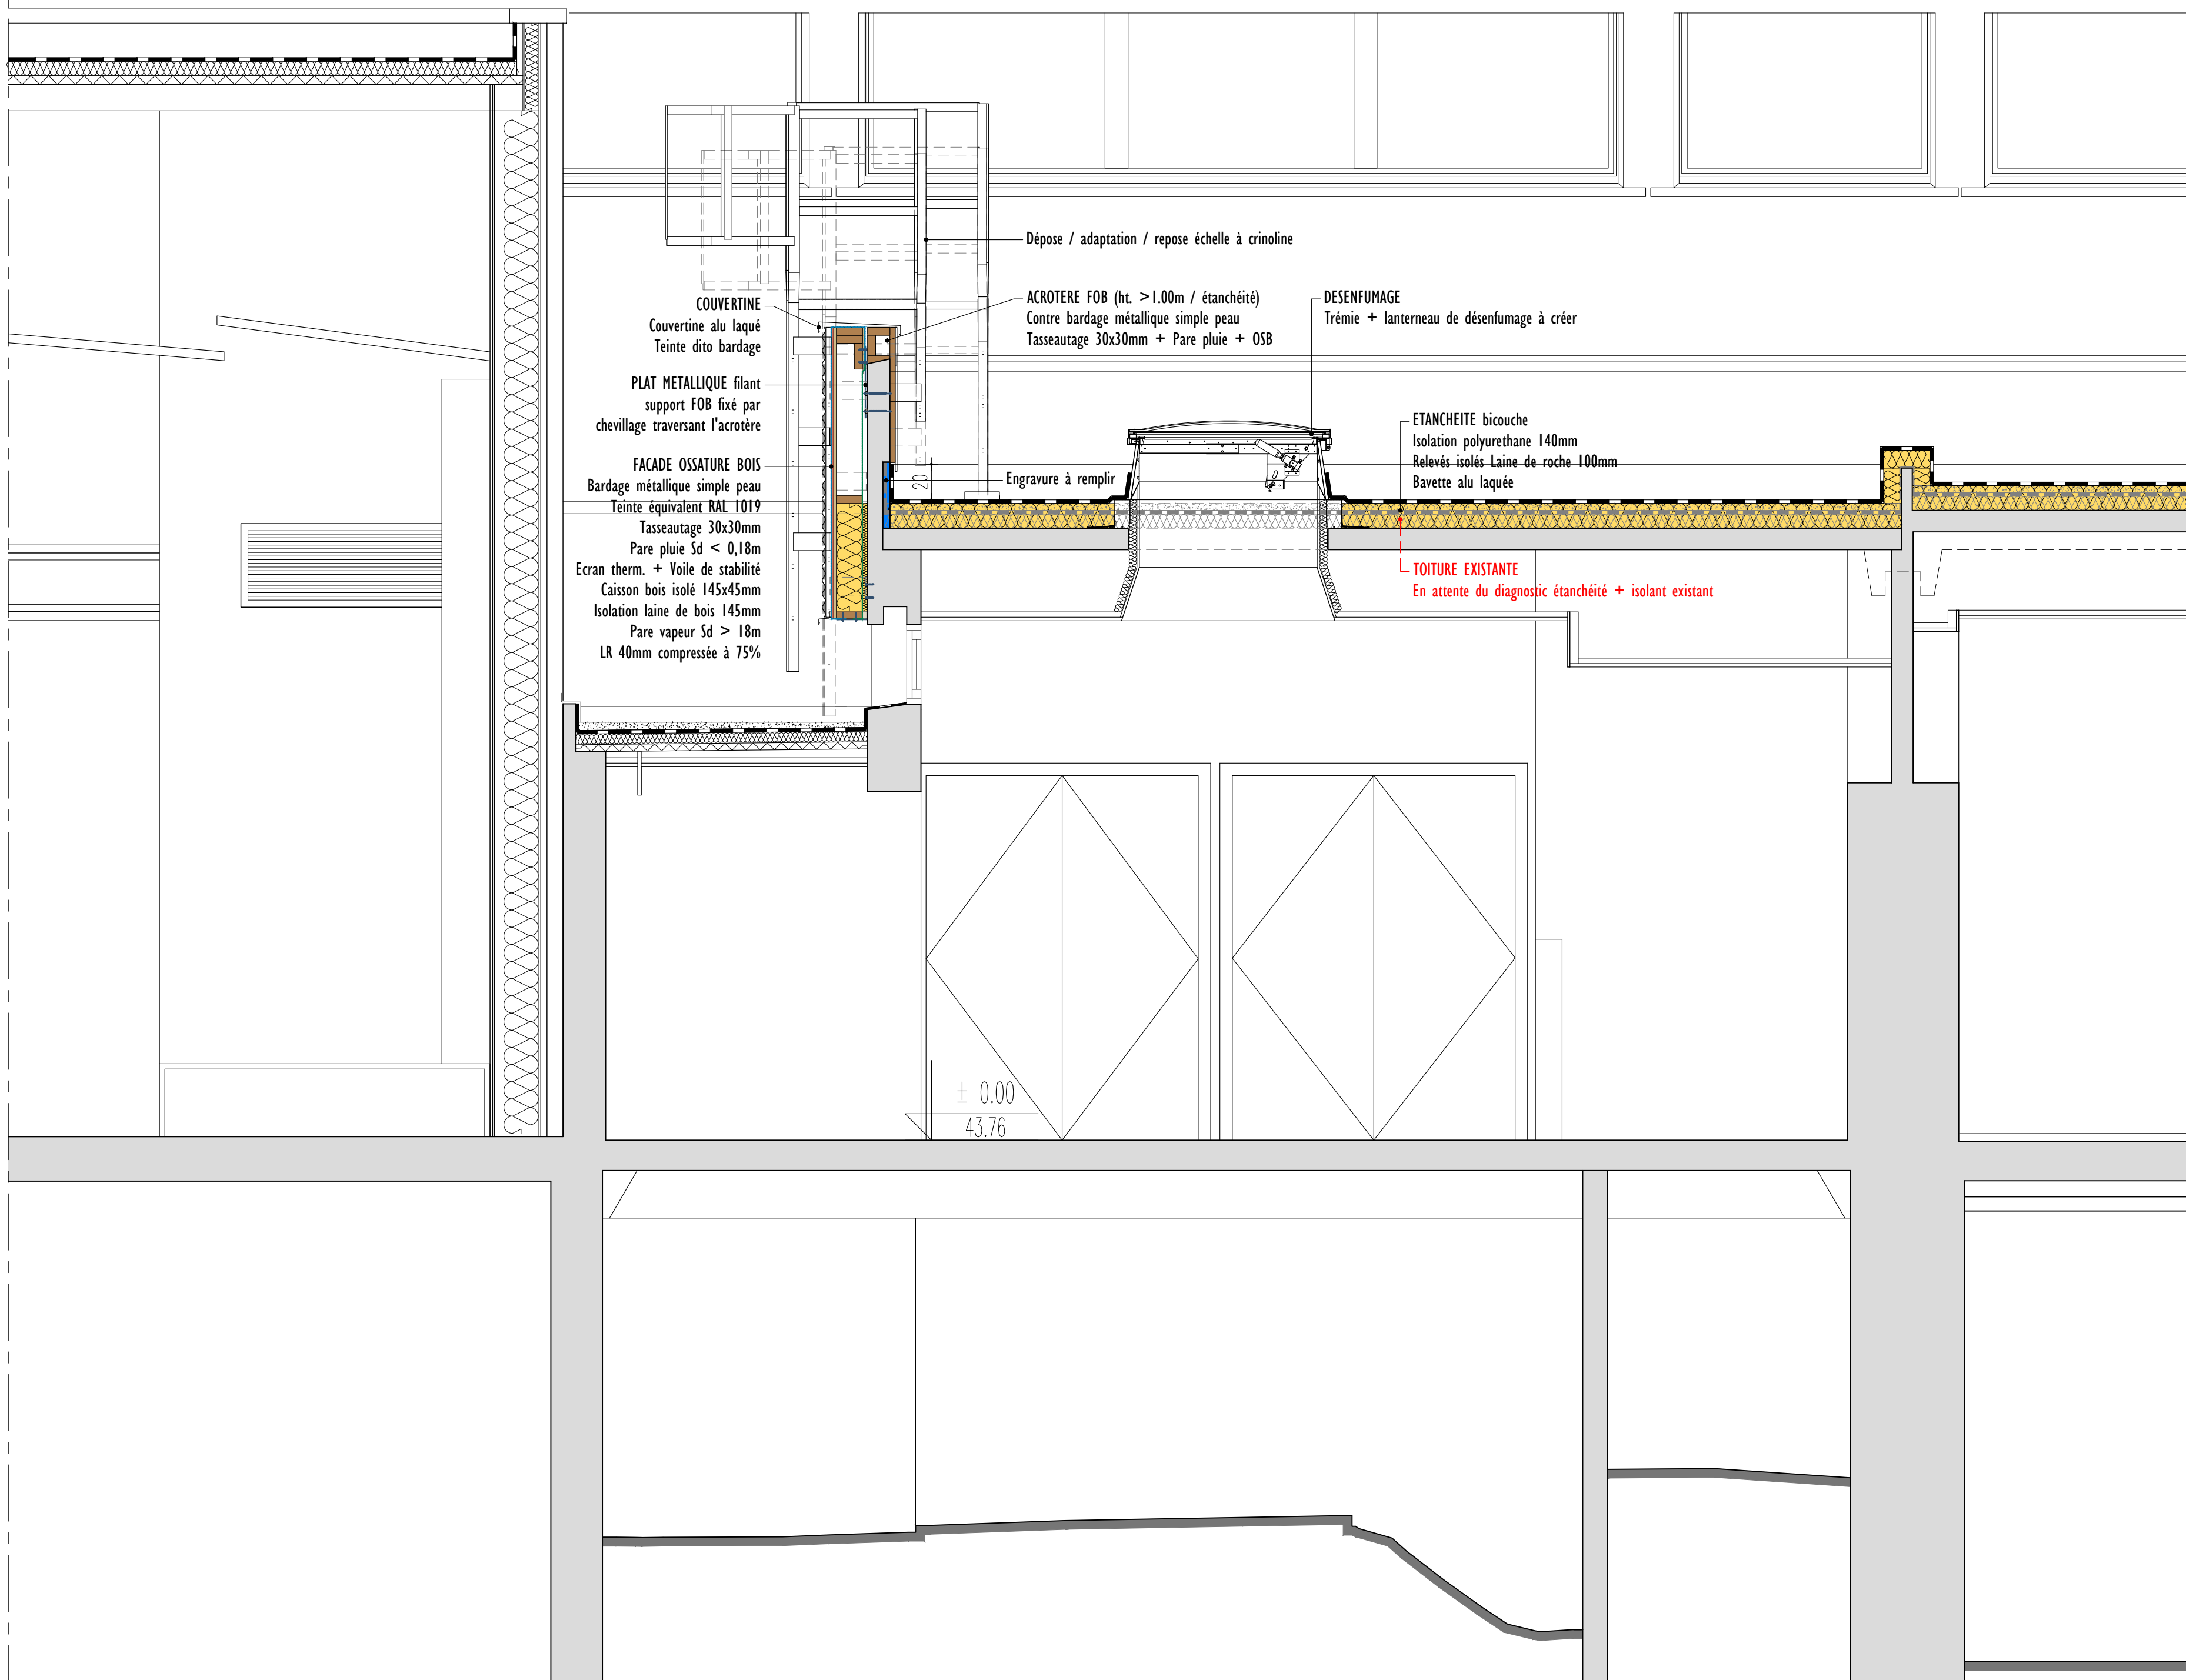 Dépose / adaptation / repose échelle à crinoline
COUVERTINE
Couvertine alu laqué
Teinte dito bardage
ACROTERE FOB (ht. >1.00m / étanchéité)
Contre bardage métallique simple peau
Tasseautage 30x30mm + Pare pluie + OSB
DESENFUMAGE
Trémie + lanterneau de désenfumage à créer
PLAT METALLIQUE filant
support FOB fixé par
chevillage traversant l'acrotère
FACADE OSSATURE BOIS
Bardage métallique simple peau
Teinte équivalent RAL 1019
Tasseautage 30x30mm
Pare pluie Sd < 0,18m
Ecran therm. + Voile de stabilité
Caisson bois isolé 145x45mm
Isolation laine de bois 145mm
Pare vapeur Sd > 18m
LR 40mm compressée à 75%
20
Engravure à remplir
ETANCHEITE bicouche
Isolation polyurethane 140mm
Relevés isolés Laine de roche 100mm
Bavette alu laquée
TOITURE EXISTANTE
En attente du diagnostic étanchéité + isolant existant
± 0.00
43.76